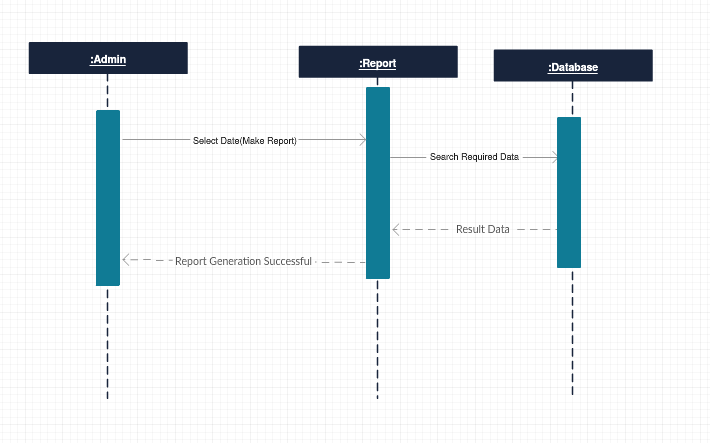 :Admin
:Report
:Database
Select Date(Make Report)
Search Required Data
Result Data
Report Generation Successful